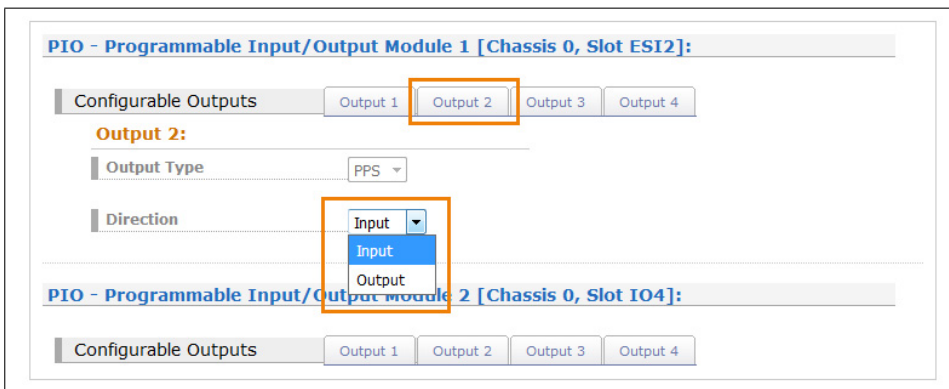 PIO - Programmable Input/Output Module 1 [Chassis 0, Slot ESI2]:
Configurable Outputs Output 1 Output 2 Output 3 Output 4
Output 2:
Output Type PPS
Direction Input
Input
Output
PIO - Programmable Input/Output Module 2 [Chassis 0, Slot IO4]:
Configurable Outputs Output 1 Output 2 Output 3 Output 4